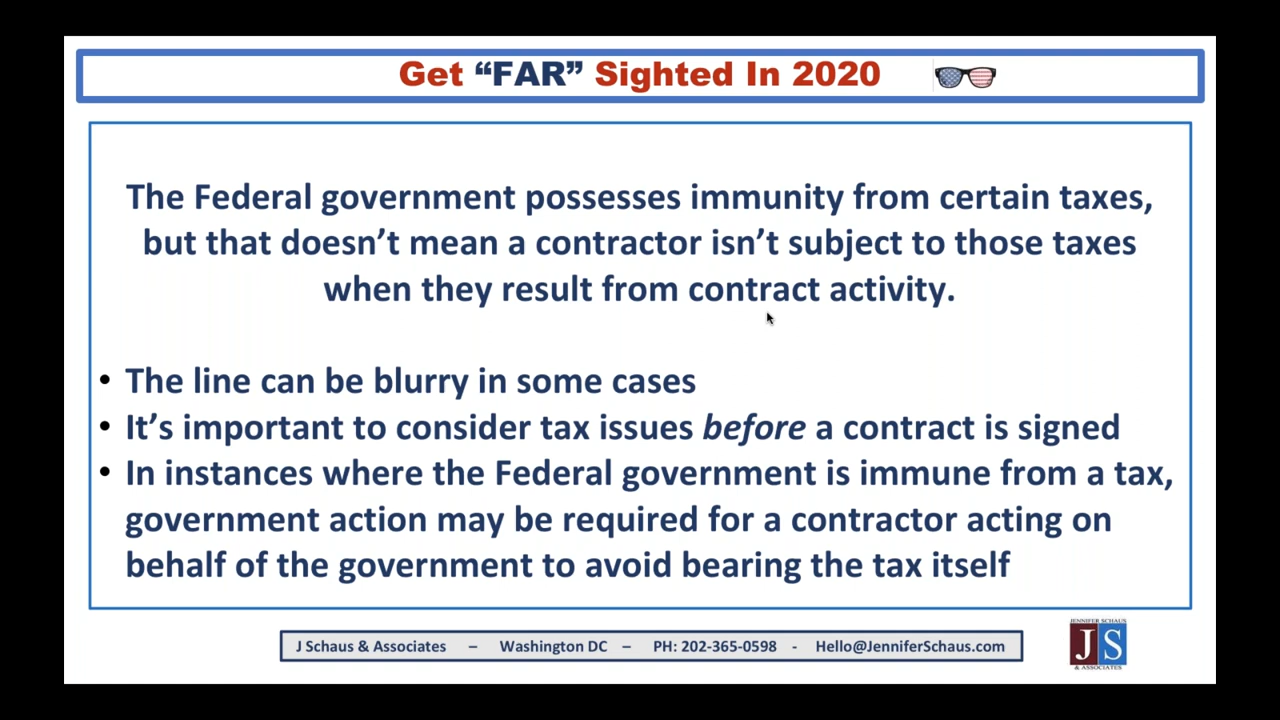 Get “FAR” Sighted In 2020
The Federal government possesses immunity from certain taxes,
but that doesn’t mean a contractor isn’t subject to those taxes
when they result from contract activity.
• The line can be blurry in some cases
• It’s important to consider tax issues before a contract is signed
• In instances where the Federal government is immune from a tax,
government action may be required for a contractor acting on
behalf of the government to avoid bearing the tax itself
J Schaus & Associates – Washington DC – PH: 202-365-0598 - Hello@JenniferSchaus.com
JENNIFER SCHAUS
J S
& ASSOCIATES